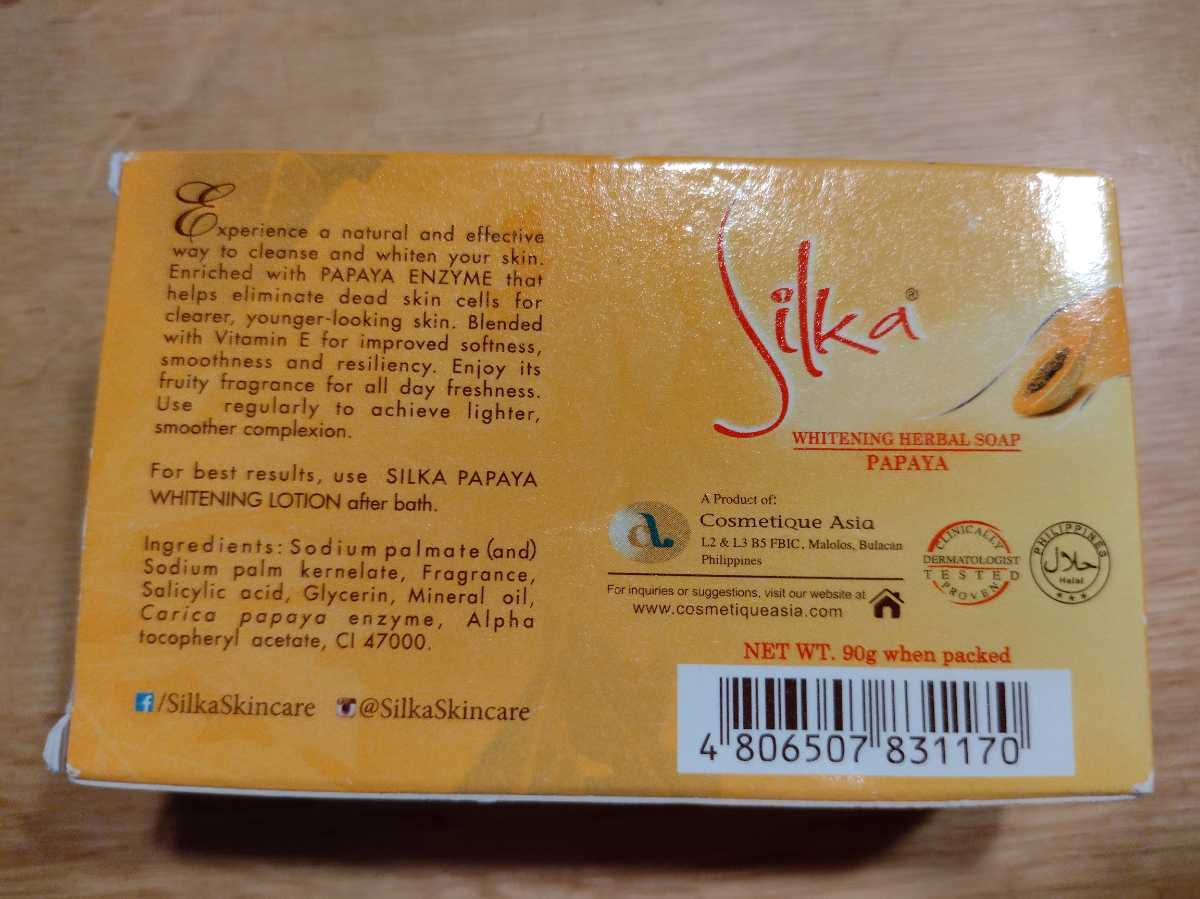 Experience a natural and effective
way to cleanse and whiten your skin.
Enriched with PAPAYA ENZYME that
helps eliminate dead skin cells for
clearer, younger-looking skin. Blended
with Vitamin E for improved softness,
smoothness and resiliency. Enjoy its
fruity fragrance for all day freshness.
Use regularly to achieve lighter,
smoother complexion.
For best results, use SILKA PAPAYA
WHITENING LOTION after bath.
Ingredients: Sodium palmate (and)
Sodium palm kernelate, Fragrance,
Salicylic acid, Glycerin, Mineral oil,
Carica papaya enzyme, Alpha
tocopheryl acetate, CI 47000.
/SilkaSkincare @SilkaSkincare
Silka®
WHITENING HERBAL SOAP
PAPAYA
A Product of:
Cosmetique Asia
L2 & L3 B5 FBIC, Malolos, Bulacan
Philippines
For inquiries or suggestions, visit our website at
www.cosmetiqueasia.com
CLINICALLY
DERMATOLOGIST
TESTED
PROVEN
PHILIPPINES
حلال
Halal
NET WT. 90g when packed
4 806507 831170